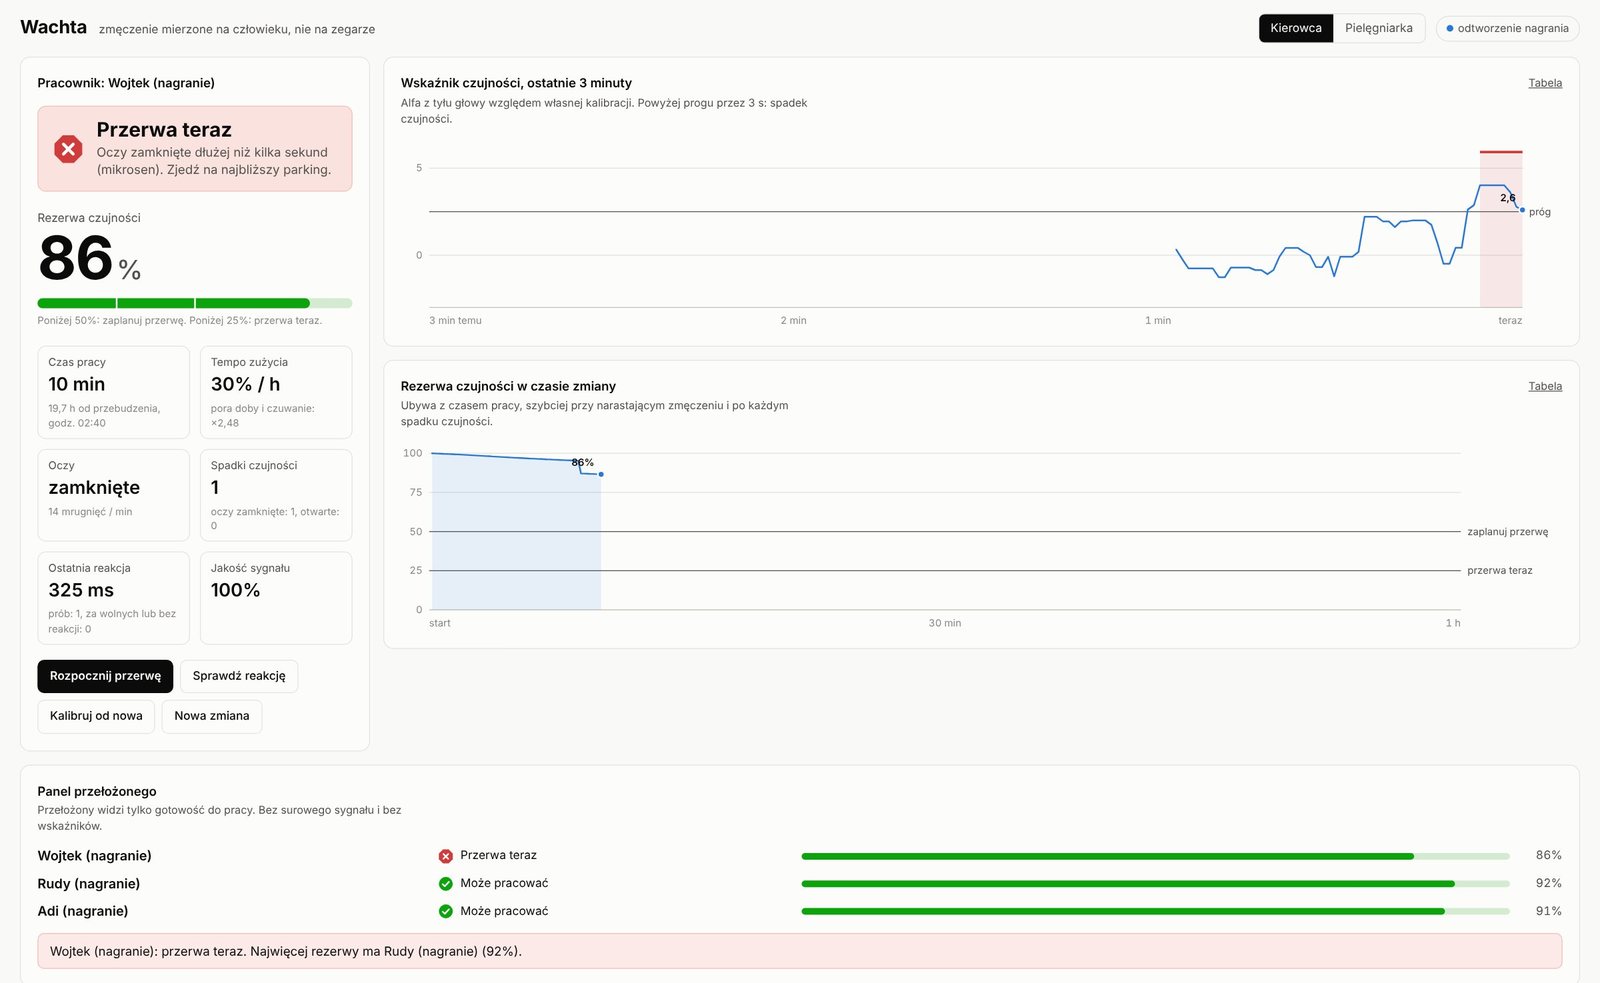 Wachta
zmęczenie mierzone na człowieku, nie na zegarze
Kierowca
Pielęgniarka
odtworzenie nagrania
Pracownik: Wojtek (nagranie)
Przerwa teraz
Oczy zamknięte dłużej niż kilka sekund
(mikrosen). Zjedź na najbliższy parking.
Rezerwa czujności
86 %
Poniżej 50%: zaplanuj przerwę. Poniżej 25%: przerwa teraz.
Czas pracy
10 min
19,7 h od przebudzenia,
godz. 02:40
Tempo zużycia
30% / h
pora doby i czuwanie:
×2,48
Oczy
zamknięte
14 mrugnięć / min
Spadki czujności
1
oczy zamknięte: 1, otwarte:
0
Ostatnia reakcja
325 ms
prób: 1, za wolnych lub bez
reakcji: 0
Jakość sygnału
100%
Rozpocznij przerwę
Sprawdź reakcję
Kalibruj od nowa
Nowa zmiana
Wskaźnik czujności, ostatnie 3 minuty
Tabela
Alfa z tyłu głowy względem własnej kalibracji. Powyżej progu przez 3 s: spadek
czujności.
5
2,6
próg
0
3 min temu
2 min
1 min
teraz
Rezerwa czujności w czasie zmiany
Tabela
Ubywa z czasem pracy, szybciej przy narastającym zmęczeniu i po każdym
spadku czujności.
100
86%
75
50
zaplanuj przerwę
25
przerwa teraz
0
start
30 min
1 h
Panel przełożonego
Przełożony widzi tylko gotowość do pracy. Bez surowego sygnału i bez
wskaźników.
Wojtek (nagranie)
Przerwa teraz
86%
Rudy (nagranie)
Może pracować
92%
Adi (nagranie)
Może pracować
91%
Wojtek (nagranie): przerwa teraz. Najwięcej rezerwy ma Rudy (nagranie) (92%).